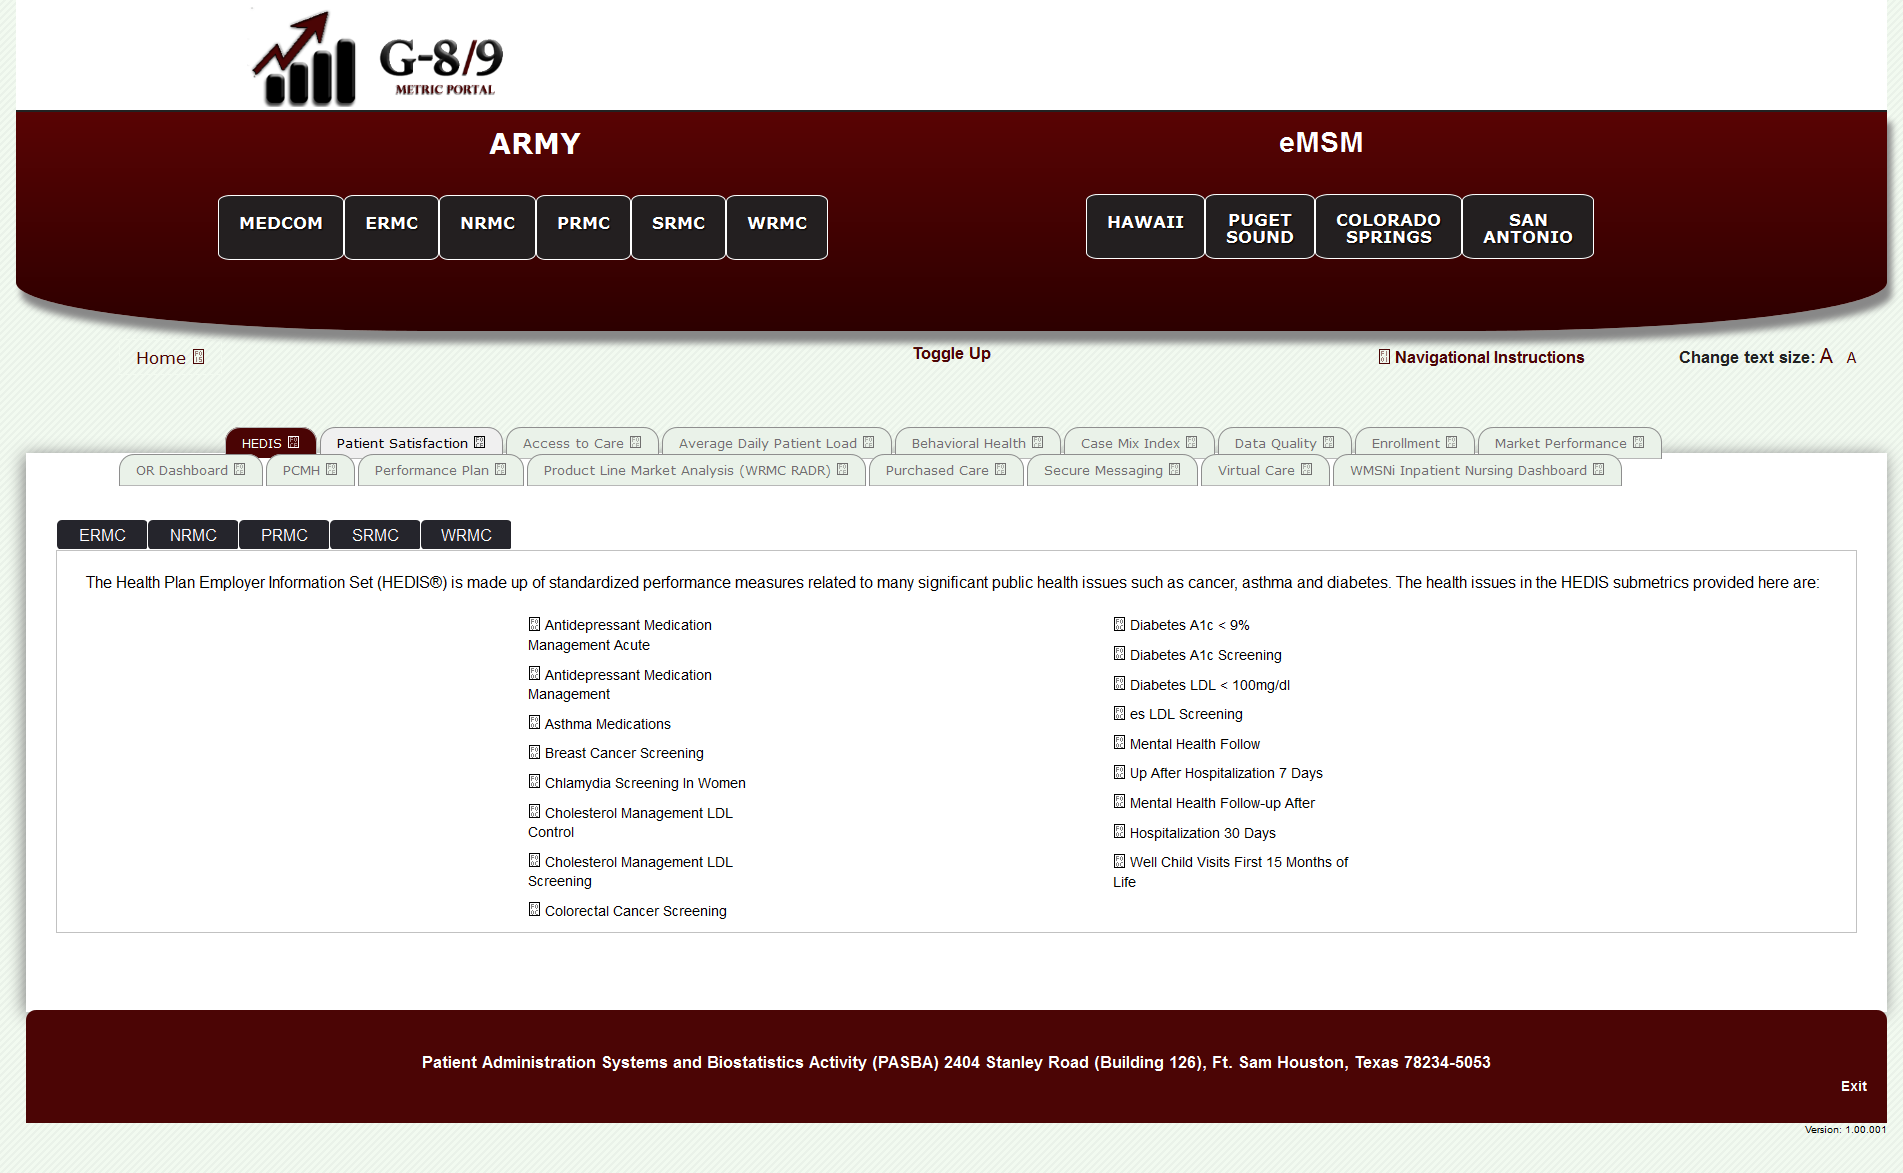 G-8/9
METRIC PORTAL
ARMY
eMSM
MEDCOM ERMC NRMC PRMC SRMC WRMC
HAWAII
PUGET
SOUND
COLORADO
SPRINGS
SAN
ANTONIO
Home
Toggle Up
Navigational Instructions
Change text size: A A
HEDIS Patient Satisfaction Access to Care Average Daily Patient Load Behavioral Health Case Mix Index Data Quality Enrollment Market Performance
OR Dashboard PCMH Performance Plan Product Line Market Analysis (WRMC RADR) Purchased Care Secure Messaging Virtual Care WMSNi Inpatient Nursing Dashboard
ERMC NRMC PRMC SRMC WRMC
The Health Plan Employer Information Set (HEDIS®) is made up of standardized performance measures related to many significant public health issues such as cancer, asthma and diabetes. The health issues in the HEDIS submetrics provided here are:
Antidepressant Medication
Management Acute
Antidepressant Medication
Management
Asthma Medications
Breast Cancer Screening
Chlamydia Screening In Women
Cholesterol Management LDL
Control
Cholesterol Management LDL
Screening
Colorectal Cancer Screening
Diabetes A1c < 9%
Diabetes A1c Screening
Diabetes LDL < 100mg/dl
es LDL Screening
Mental Health Follow
Up After Hospitalization 7 Days
Mental Health Follow-up After
Hospitalization 30 Days
Well Child Visits First 15 Months of
Life
Patient Administration Systems and Biostatistics Activity (PASBA) 2404 Stanley Road (Building 126), Ft. Sam Houston, Texas 78234-5053
Exit
Version: 1.00.001